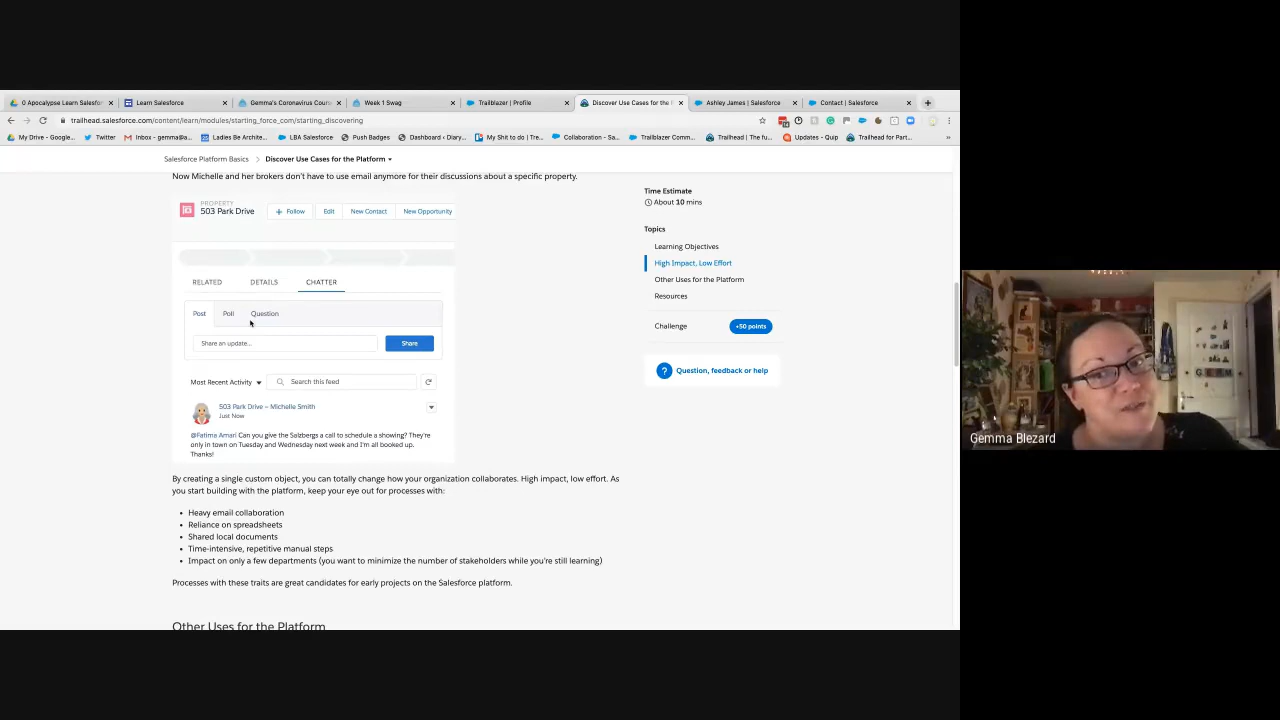 0 Apocalypse Learn Salesfor
Learn Salesforce
Gemma's Coronavirus Cours
Week 1 Swag
Trailblazer | Profile
Discover Use Cases for the P
Ashley James | Salesforce
Contact | Salesforce
trailhead.salesforce.com/content/learn/modules/starting_force_com/starting_discovering
My Drive - Google...
Twitter
Inbox - gemma@a...
Ladies Be Architec...
LBA Salesforce
Push Badges
Dashboard ‹ Diary...
My Shit to do | Tre...
Collaboration - Sa...
Trailblazer Comm...
Trailhead | The fu...
Updates - Quip
Trailhead for Part...
Salesforce Platform Basics
Discover Use Cases for the Platform
Now Michelle and her brokers don't have to use email anymore for their discussions about a specific property.
PROPERTY
503 Park Drive
+ Follow
Edit
New Contact
New Opportunity
RELATED
DETAILS
CHATTER
Post
Poll
Question
Share an update...
Share
Most Recent Activity
Search this feed
503 Park Drive – Michelle Smith
Just Now
@Fatima Amari Can you give the Salzbergs a call to schedule a showing? They're
only in town on Tuesday and Wednesday next week and I'm all booked up.
Thanks!
By creating a single custom object, you can totally change how your organization collaborates. High impact, low effort. As
you start building with the platform, keep your eye out for processes with:
• Heavy email collaboration
• Reliance on spreadsheets
• Shared local documents
• Time-intensive, repetitive manual steps
• Impact on only a few departments (you want to minimize the number of stakeholders while you're still learning)
Processes with these traits are great candidates for early projects on the Salesforce platform.
Other Uses for the Platform
Time Estimate
About 10 mins
Topics
Learning Objectives
High Impact, Low Effort
Other Uses for the Platform
Resources
Challenge
+50 points
? Question, feedback or help
Gemma Blezard